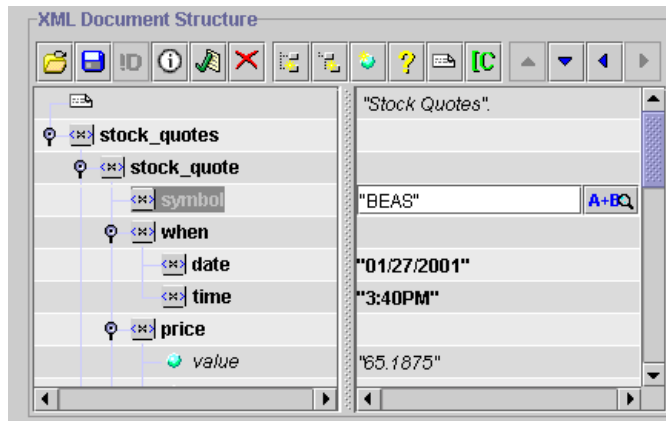 XML Document Structure
!D [C
"Stock Quotes".
stock_quotes
stock_quote
symbol "BEAS" A+B
when
date "01/27/2001"
time "3:40PM"
price
value "65.1875"